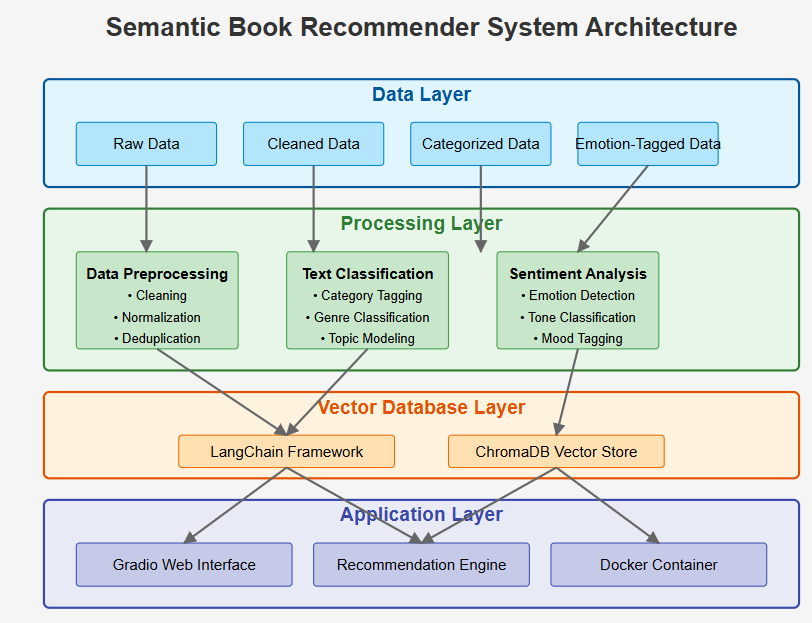 Semantic Book Recommender System Architecture
Data Layer
Raw Data
Cleaned Data
Categorized Data
Emotion-Tagged Data
Processing Layer
Data Preprocessing
• Cleaning
• Normalization
• Deduplication
Text Classification
• Category Tagging
• Genre Classification
• Topic Modeling
Sentiment Analysis
• Emotion Detection
• Tone Classification
• Mood Tagging
Vector Database Layer
LangChain Framework
ChromaDB Vector Store
Application Layer
Gradio Web Interface
Recommendation Engine
Docker Container